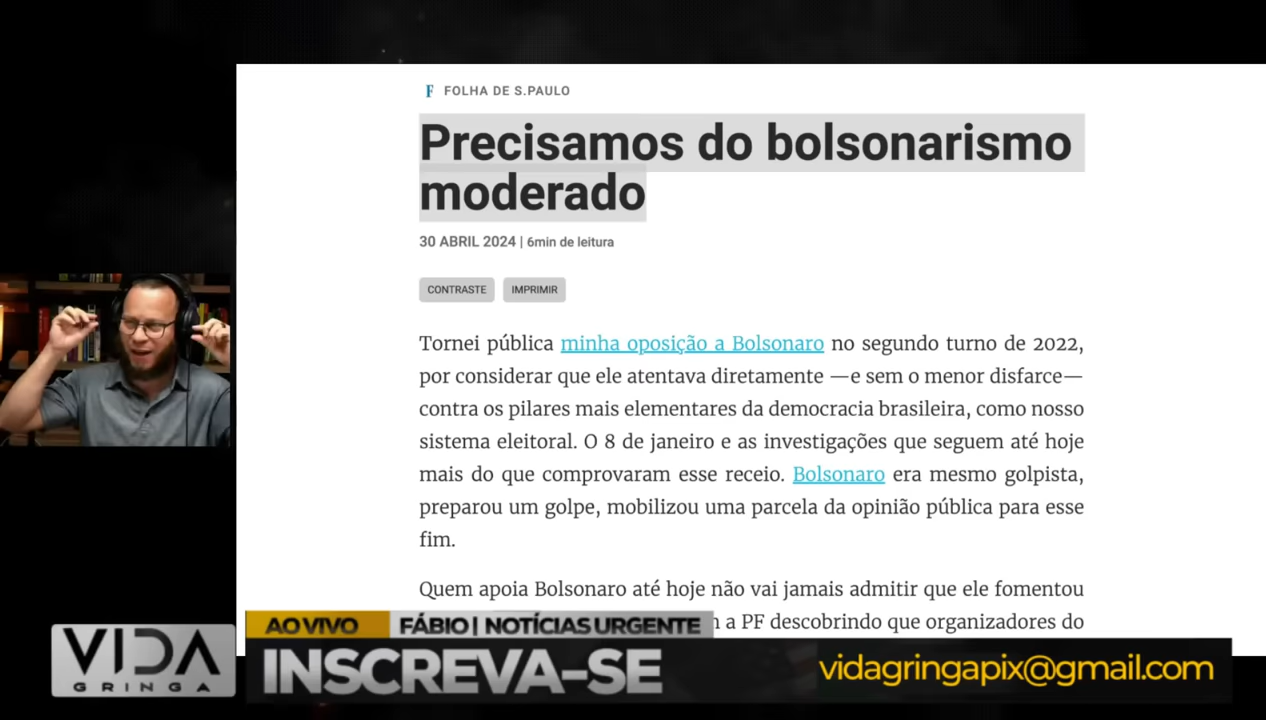 F FOLHA DE S.PAULO
Precisamos do bolsonarismo
moderado
30 ABRIL 2024 | 6min de leitura
CONTRASTE IMPRIMIR
Tornei pública minha oposição a Bolsonaro no segundo turno de 2022,
por considerar que ele atentava diretamente —e sem o menor disfarce—
contra os pilares mais elementares da democracia brasileira, como nosso
sistema eleitoral. O 8 de janeiro e as investigações que seguem até hoje
mais do que comprovaram esse receio. Bolsonaro era mesmo golpista,
preparou um golpe, mobilizou uma parcela da opinião pública para esse
fim.
Quem apoia Bolsonaro até hoje não vai jamais admitir que ele fomentou
a PF descobrindo que organizadores do
AO VIVO FÁBIO | NOTÍCIAS URGENTE
VIDA
GRINGA
INSCREVA-SE
vidagringapix@gmail.com